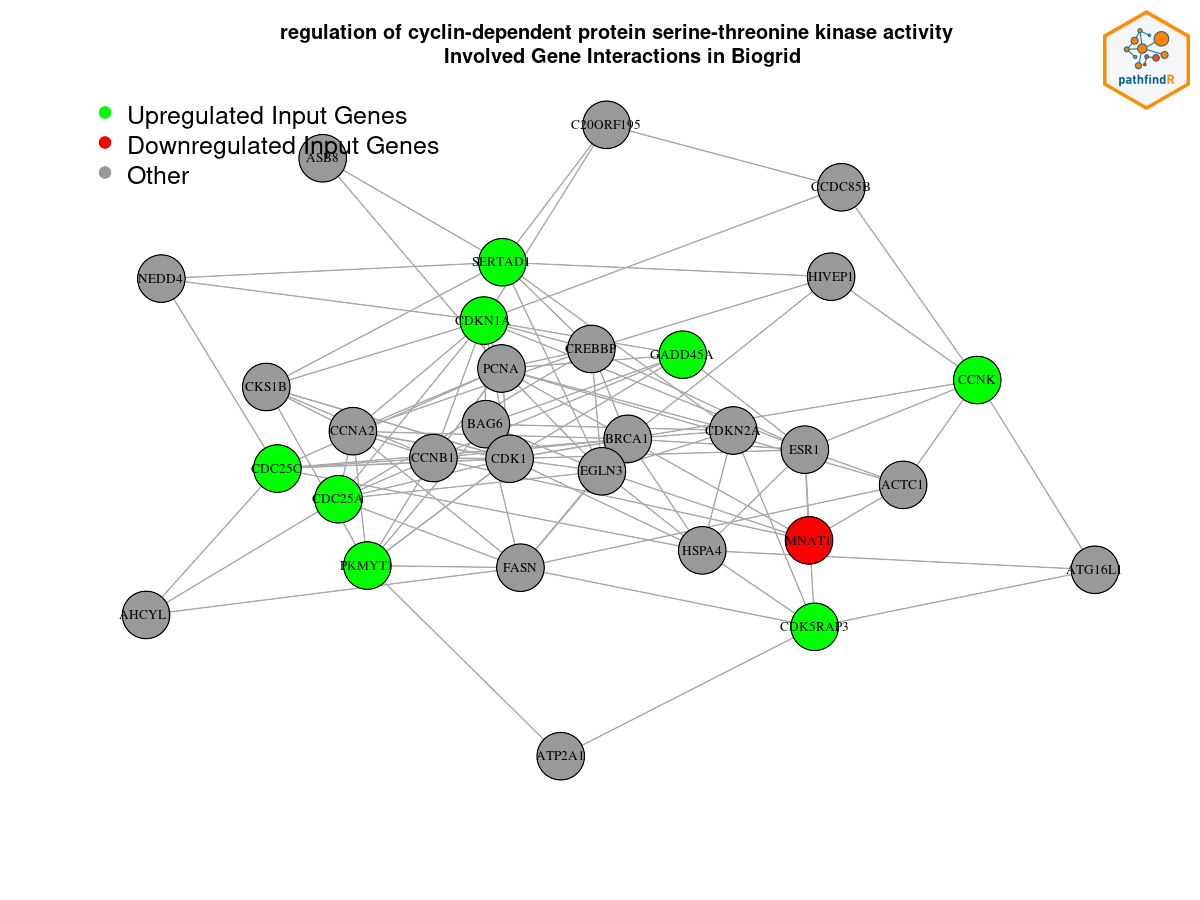 regulation of cyclin-dependent protein serine-threonine kinase activity
Involved Gene Interactions in Biogrid
pathfindR
Upregulated Input Genes
Downregulated Input Genes
Other
C20ORF195
ASB8
CCDC85B
SERTAD1
NEDD4
HIVEP1
CDKN1A
CREBBP
GADD45A
PCNA
CCNK
CKS1B
BAG6
CCNA2
CDKN2A
BRCA1
ESR1
CCNB1
CDK1
CDC25C
EGLN3
ACTC1
CDC25A
MNAT1
HSPA4
PKMYT1
FASN
ATG16L1
AHCYL1
CDK5RAP3
ATP2A1